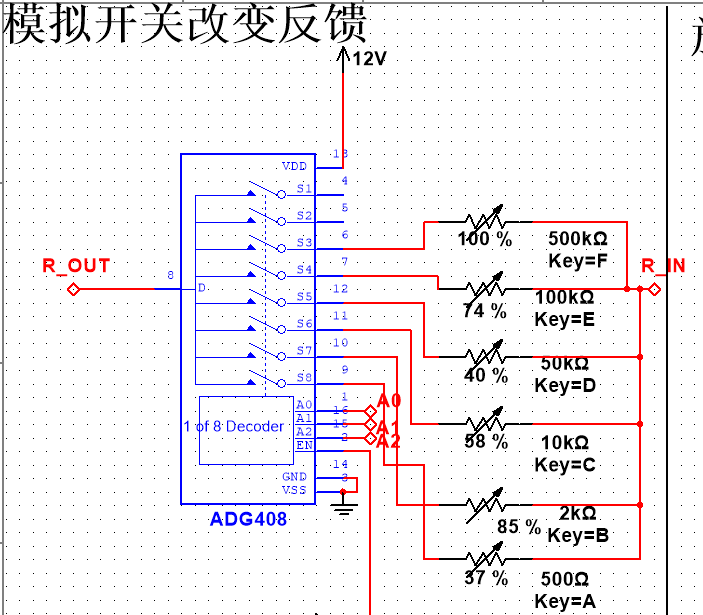 模拟开关改变反馈
12V
13
VDD
4
S1
5
S2
6
S3
100 %
500kΩ
Key=F
R_OUT
R_IN
7
S4
8
D
74 %
100kΩ
Key=E
12
S5
11
S6
40 %
50kΩ
Key=D
10
S7
9
S8
1
A0
A0
16
A1
A1
15
A2
A2
2
EN
1 of 8 Decoder
58 %
10kΩ
Key=C
14
GND
3
VSS
ADG408
85 %
2kΩ
Key=B
37 %
500Ω
Key=A